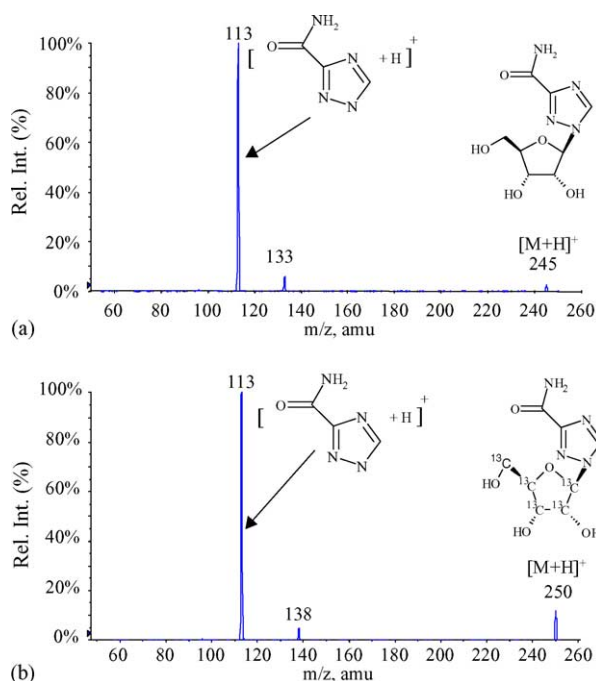 113
[ + H ]+
NH2
O
N
N
N
H
NH2
O
N
N
N
O
HO
HO
OH
133
[M+H]+
245
Rel. Int. (%)
100%
80%
60%
40%
20%
0%
60 80 100 120 140 160 180 200 220 240 260
m/z, amu
(a)
113
[ + H ]+
NH2
O
N
N
NH
NH2
O
N
N
N
13C
O
HO
13C
13C
13C
13C
HO
OH
138
[M+H]+
250
Rel. Int. (%)
100%
80%
60%
40%
20%
0%
60 80 100 120 140 160 180 200 220 240 260
m/z, amu
(b)